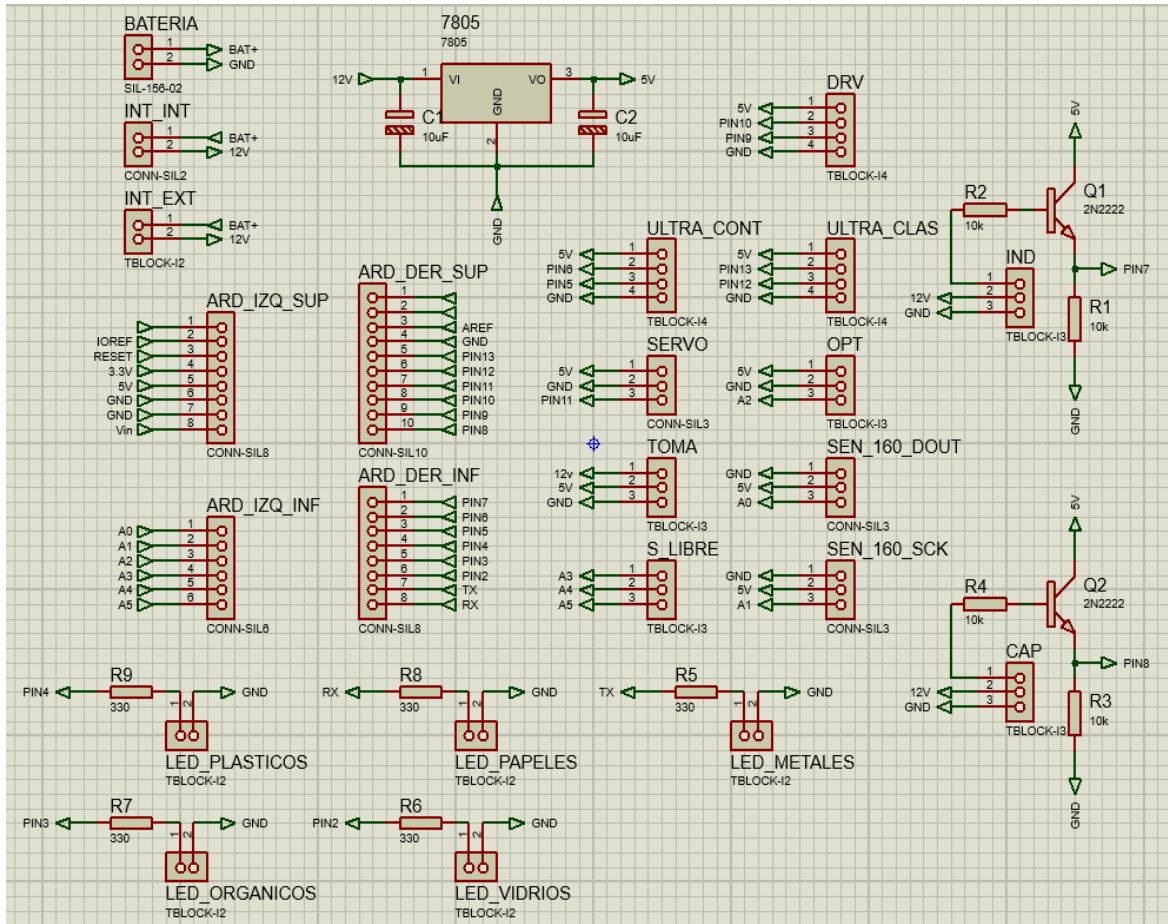 BATERIA
1
2
BAT+
GND
SIL-156-02
INT_INT
1
2
BAT+
12V
CONN-SIL2
INT_EXT
1
2
BAT+
12V
TBLOCK-I2
7805
7805
12V
1
VI
VO
3
5V
GND
2
C1
10uF
C2
10uF
GND
DRV
5V
PIN10
PIN9
GND
1
2
3
4
TBLOCK-I4
5V
Q1
2N2222
R2
10k
PIN7
IND
1
2
3
12V
GND
TBLOCK-I3
R1
10k
GND
ULTRA_CONT
5V
PIN6
PIN5
GND
1
2
3
4
TBLOCK-I4
ULTRA_CLAS
5V
PIN13
PIN12
GND
1
2
3
4
TBLOCK-I4
ARD_IZQ_SUP
IOREF
RESET
3.3V
5V
GND
GND
Vin
1
2
3
4
5
6
7
8
CONN-SIL8
ARD_DER_SUP
1
2
3
4
5
6
7
8
9
10
AREF
GND
PIN13
PIN12
PIN11
PIN10
PIN9
PIN8
CONN-SIL10
SERVO
5V
GND
PIN11
1
2
3
CONN-SIL3
OPT
5V
GND
A2
1
2
3
TBLOCK-I3
TOMA
12v
5V
GND
1
2
3
TBLOCK-I3
SEN_160_DOUT
GND
5V
A0
1
2
3
CONN-SIL3
ARD_IZQ_INF
A0
A1
A2
A3
A4
A5
1
2
3
4
5
6
CONN-SIL6
ARD_DER_INF
1
2
3
4
5
6
7
8
PIN7
PIN6
PIN5
PIN4
PIN3
PIN2
TX
RX
CONN-SIL8
S_LIBRE
A3
A4
A5
1
2
3
TBLOCK-I3
SEN_160_SCK
GND
5V
A1
1
2
3
CONN-SIL3
5V
Q2
2N2222
R4
10k
PIN8
CAP
1
2
3
12V
GND
TBLOCK-I3
R3
10k
GND
PIN4
R9
330
GND
1
2
LED_PLASTICOS
TBLOCK-I2
RX
R8
330
GND
1
2
LED_PAPELES
TBLOCK-I2
TX
R5
330
GND
1
2
LED_METALES
TBLOCK-I2
PIN3
R7
330
GND
1
2
LED_ORGANICOS
TBLOCK-I2
PIN2
R6
330
GND
1
2
LED_VIDRIOS
TBLOCK-I2